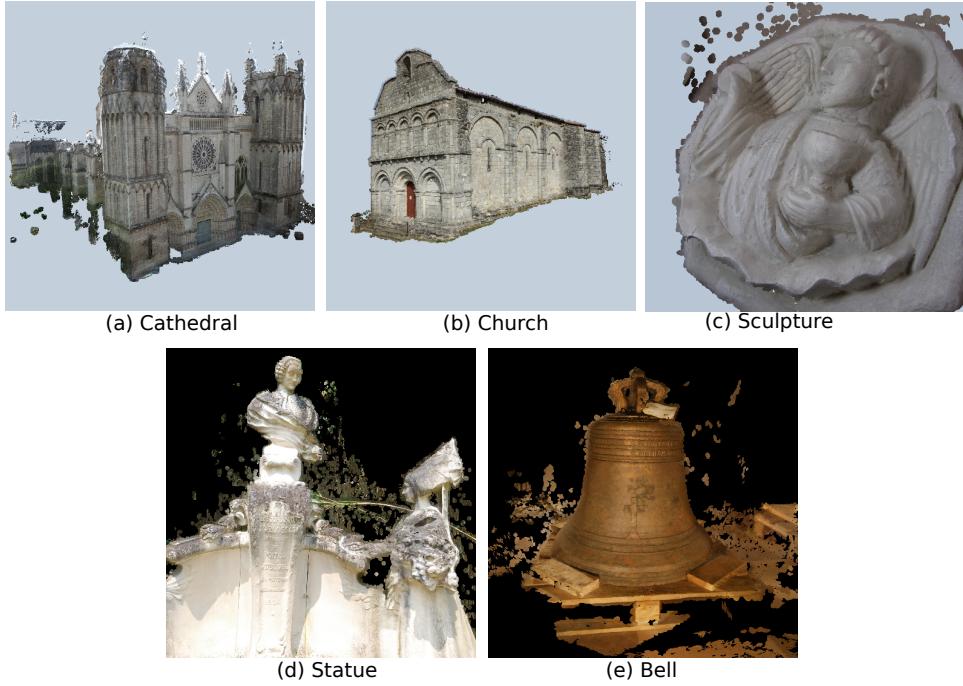 (a) Cathedral
(b) Church
(c) Sculpture
(d) Statue
(e) Bell